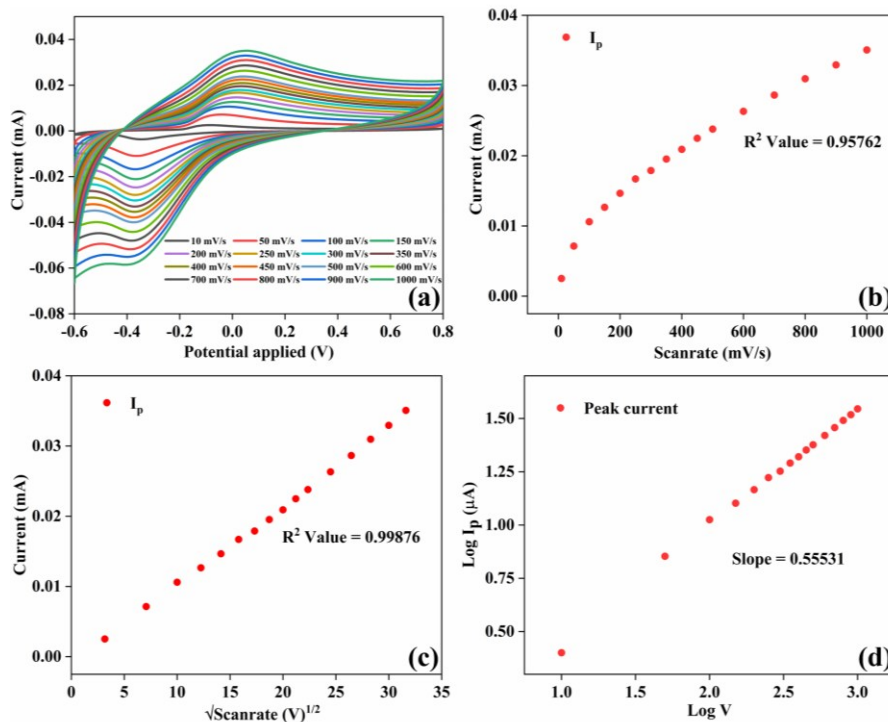 0.04
0.02
0.00
-0.02
-0.04
-0.06
-0.08
Current (mA)
10 mV/s 50 mV/s 100 mV/s 150 mV/s
200 mV/s 250 mV/s 300 mV/s 350 mV/s
400 mV/s 450 mV/s 500 mV/s 600 mV/s
700 mV/s 800 mV/s 900 mV/s 1000 mV/s
(a)
-0.6 -0.4 -0.2 0.0 0.2 0.4 0.6 0.8
Potential applied (V)
0.04
0.03
0.02
0.01
0.00
Current (mA)
Ip
R² Value = 0.95762
(b)
0 200 400 600 800 1000
Scanrate (mV/s)
0.04
0.03
0.02
0.01
0.00
Current (mA)
Ip
R² Value = 0.99876
(c)
0 5 10 15 20 25 30 35
√Scanrate (V)1/2
1.50
1.25
1.00
0.75
0.50
Log Ip (μA)
Peak current
Slope = 0.55531
(d)
1.0 1.5 2.0 2.5 3.0
Log V